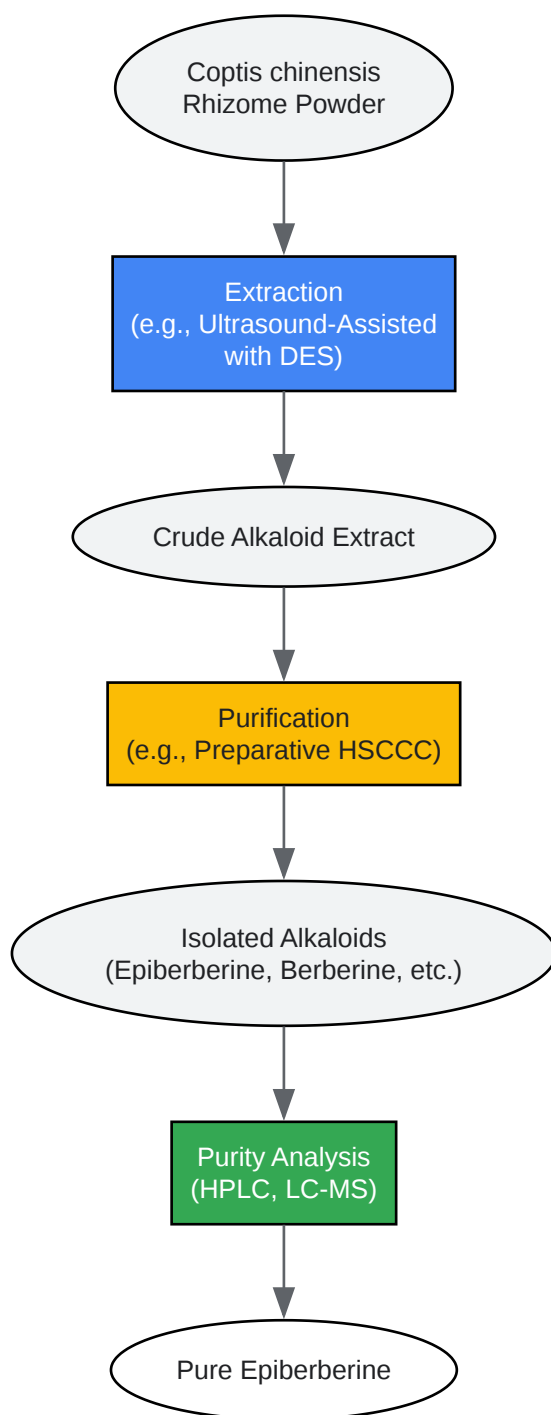 Coptis chinensis
Rhizome Powder
Extraction
(e.g., Ultrasound-Assisted
with DES)
Crude Alkaloid Extract
Purification
(e.g., Preparative HSCCC)
Isolated Alkaloids
(Epiberberine, Berberine, etc.)
Purity Analysis
(HPLC, LC-MS)
Pure Epiberberine